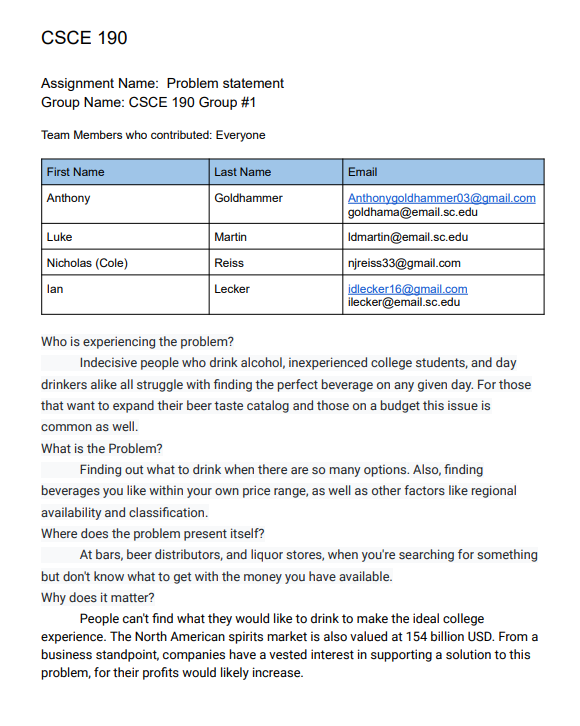 CSCE 190
Assignment Name:  Problem statement
Group Name: CSCE 190 Group #1
Team Members who contributed: Everyone
First Name Last Name Email
Anthony Goldhammer Anthonygoldhammer03@gmail.com
goldhama@email.sc.edu
Luke Martin ldmartin@email.sc.edu
Nicholas (Cole) Reiss njreiss33@gmail.com
Ian Lecker idlecker16@gmail.com
ilecker@email.sc.edu
Who is experiencing the problem?
Indecisive people who drink alcohol, inexperienced college students, and day
drinkers alike all struggle with finding the perfect beverage on any given day. For those
that want to expand their beer taste catalog and those on a budget this issue is
common as well.
What is the Problem?
Finding out what to drink when there are so many options. Also, finding
beverages you like within your own price range, as well as other factors like regional
availability and classification.
Where does the problem present itself?
At bars, beer distributors, and liquor stores, when you're searching for something
but don't know what to get with the money you have available.
Why does it matter?
People can't find what they would like to drink to make the ideal college
experience. The North American spirits market is also valued at 154 billion USD. From a
business standpoint, companies have a vested interest in supporting a solution to this
problem, for their profits would likely increase.